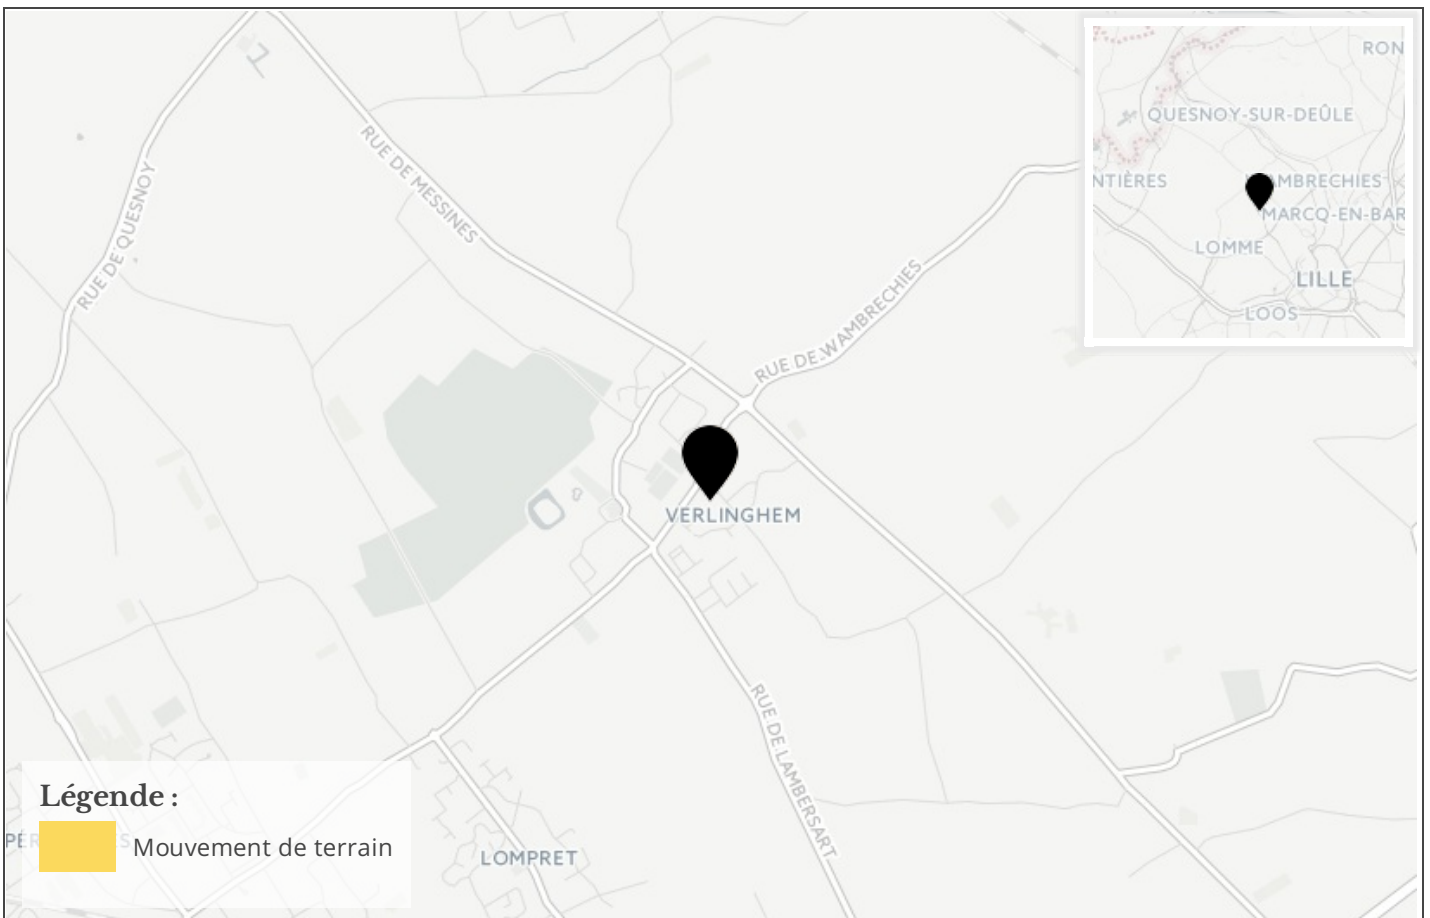 RUE DE MESSINES
RUE DE QUESNOY
RUE DE WAMBRECHIES
VERLINGHEM
RUE DE LAMBERSART
LOMPRET
RON
QUESNOY-SUR-DEÛLE
NTIÈRES
AMBRECHIES
MARCQ-EN-BAR
LOMME
LILLE
LOOS
Légende :
Mouvement de terrain